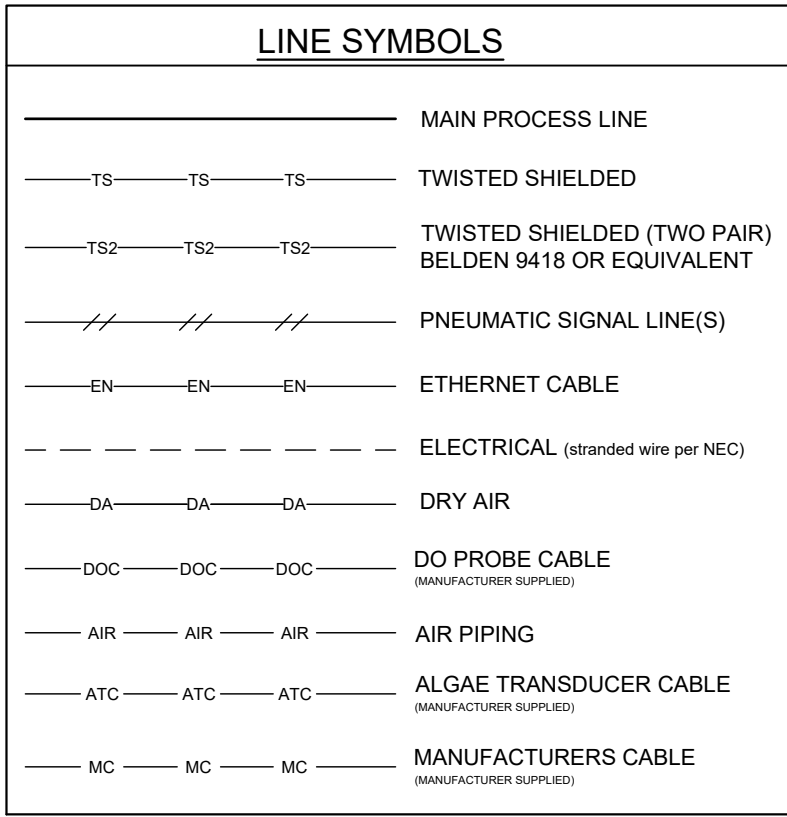 LINE SYMBOLS
MAIN PROCESS LINE
TS TS TS TWISTED SHIELDED
TS2 TS2 TS2 TWISTED SHIELDED (TWO PAIR)
BELDEN 9418 OR EQUIVALENT
PNEUMATIC SIGNAL LINE(S)
EN EN EN ETHERNET CABLE
ELECTRICAL (stranded wire per NEC)
DA DA DA DRY AIR
DOC DOC DOC DO PROBE CABLE
(MANUFACTURER SUPPLIED)
AIR AIR AIR AIR PIPING
ATC ATC ATC ALGAE TRANSDUCER CABLE
(MANUFACTURER SUPPLIED)
MC MC MC MANUFACTURERS CABLE
(MANUFACTURER SUPPLIED)